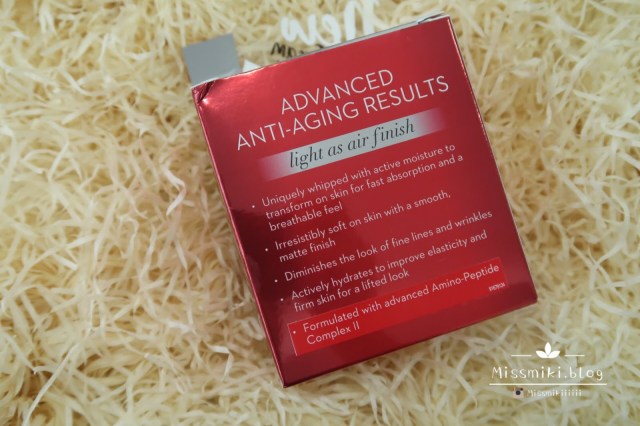 New
ADVANCED
ANTI-AGING RESULTS
light as air finish
• Uniquely whipped with active moisture to
transform on skin for fast absorption and a
breathable feel
• Irresistibly soft on skin with a smooth,
matte finish
• Diminishes the look of fine lines and wrinkles
• Actively hydrates to improve elasticity and
firm skin for a lifted look
• Formulated with advanced Amino-Peptide
Complex II
Missmiki.blog